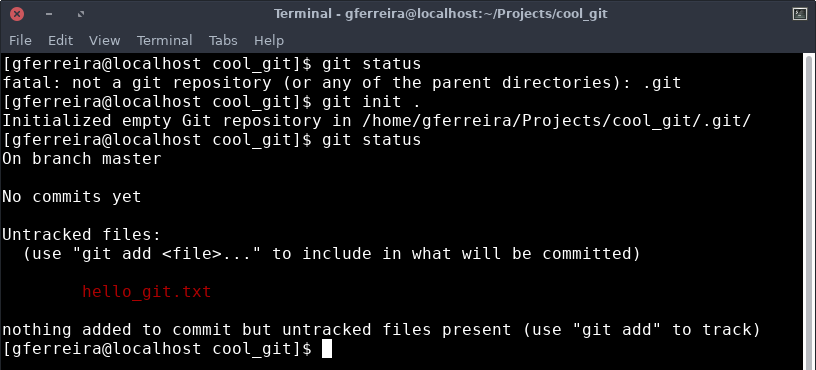 Terminal - gferreira@localhost:~/Projects/cool_git
File Edit View Terminal Tabs Help
[gferreira@localhost cool_git]$ git status
fatal: not a git repository (or any of the parent directories): .git
[gferreira@localhost cool_git]$ git init .
Initialized empty Git repository in /home/gferreira/Projects/cool_git/.git/
[gferreira@localhost cool_git]$ git status
On branch master

No commits yet

Untracked files:
  (use "git add <file>..." to include in what will be committed)

        hello_git.txt

nothing added to commit but untracked files present (use "git add" to track)
[gferreira@localhost cool_git]$